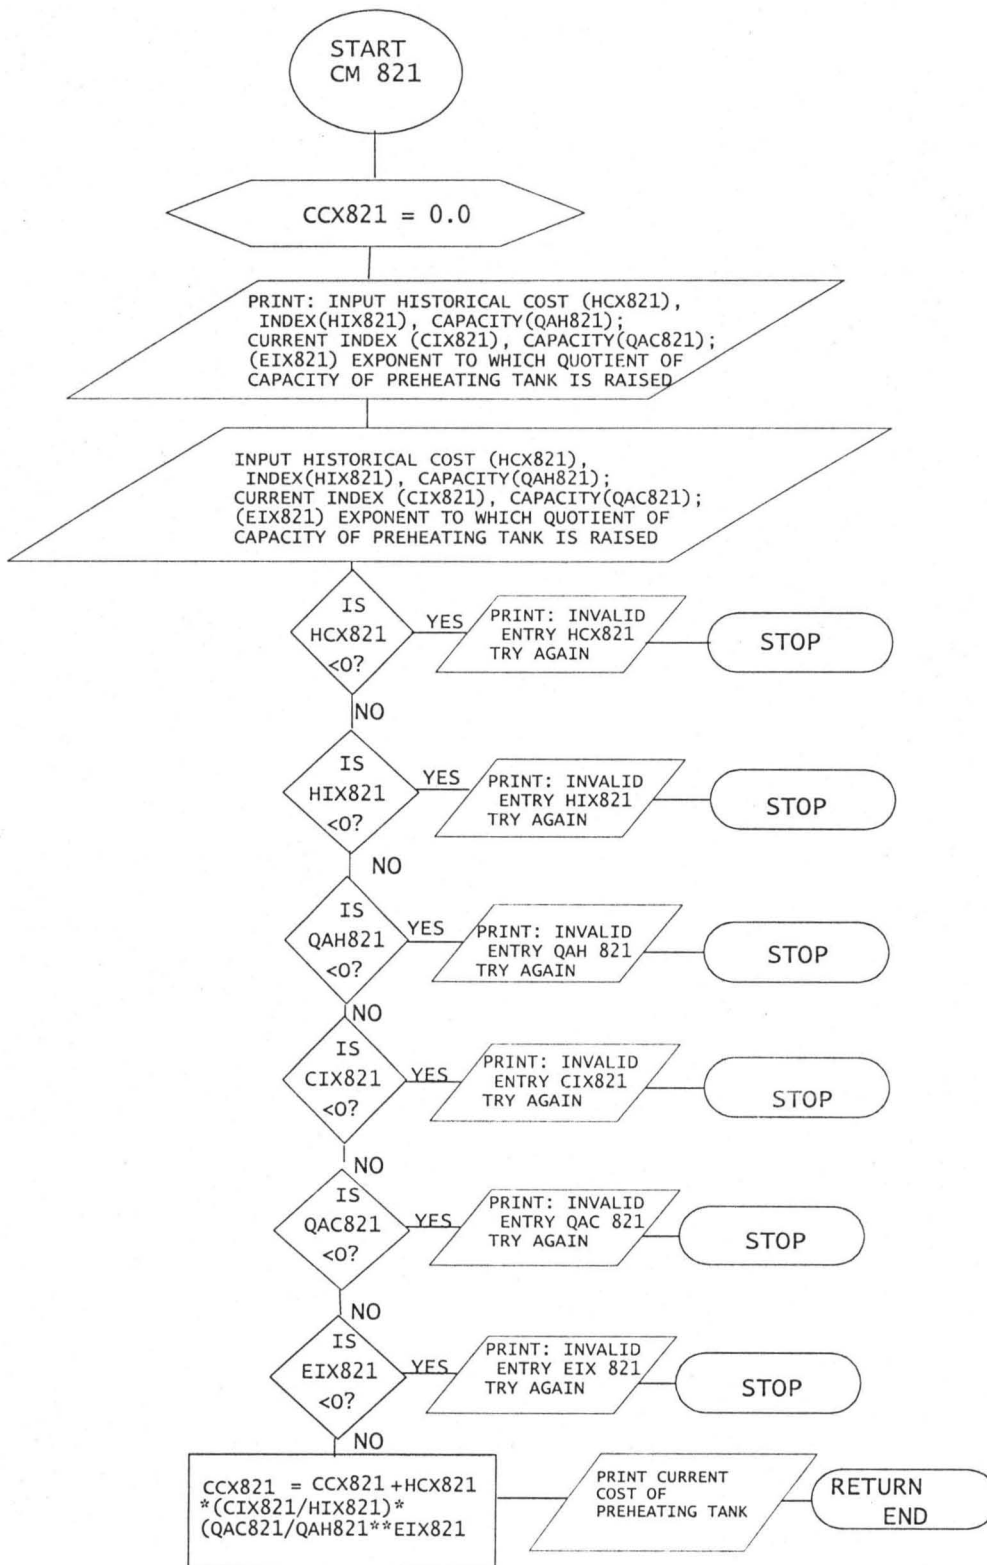 START
CM 821
CCX821 = 0.0
PRINT: INPUT HISTORICAL COST (HCX821),
INDEX(HIX821), CAPACITY(QAH821);
CURRENT INDEX (CIX821), CAPACITY(QAC821);
(EIX821) EXPONENT TO WHICH QUOTIENT OF
CAPACITY OF PREHEATING TANK IS RAISED
INPUT HISTORICAL COST (HCX821),
INDEX(HIX821), CAPACITY(QAH821);
CURRENT INDEX (CIX821), CAPACITY(QAC821);
(EIX821) EXPONENT TO WHICH QUOTIENT OF
CAPACITY OF PREHEATING TANK IS RAISED
IS
HCX821
<0?
YES
PRINT: INVALID
ENTRY HCX821
TRY AGAIN
STOP
NO
IS
HIX821
<0?
YES
PRINT: INVALID
ENTRY HIX821
TRY AGAIN
STOP
NO
IS
QAH821
<0?
YES
PRINT: INVALID
ENTRY QAH 821
TRY AGAIN
STOP
NO
IS
CIX821
<0?
YES
PRINT: INVALID
ENTRY CIX821
TRY AGAIN
STOP
NO
IS
QAC821
<0?
YES
PRINT: INVALID
ENTRY QAC 821
TRY AGAIN
STOP
NO
IS
EIX821
<0?
YES
PRINT: INVALID
ENTRY EIX 821
TRY AGAIN
STOP
NO
CCX821 = CCX821+HCX821
*(CIX821/HIX821)*
(QAC821/QAH821**EIX821
PRINT CURRENT
COST OF
PREHEATING TANK
RETURN
END